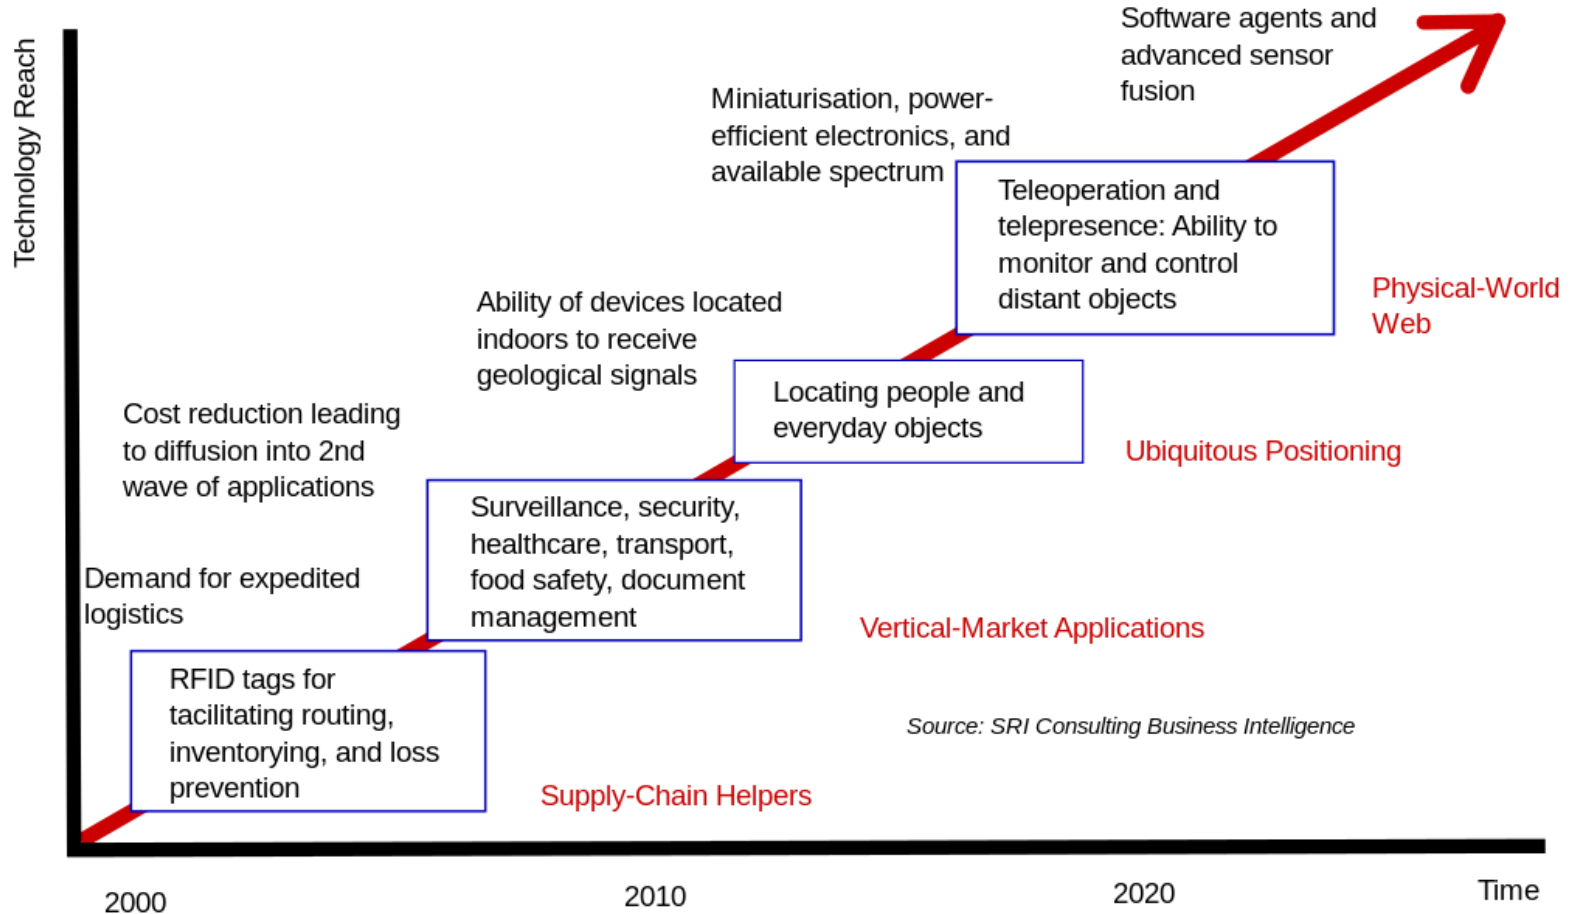 Technology Reach
Software agents and
advanced sensor
fusion
Miniaturisation, power-
efficient electronics, and
available spectrum
Teleoperation and
telepresence: Ability to
monitor and control
distant objects
Physical-World
Web
Ability of devices located
indoors to receive
geological signals
Locating people and
everyday objects
Ubiquitous Positioning
Cost reduction leading
to diffusion into 2nd
wave of applications
Surveillance, security,
healthcare, transport,
food safety, document
management
Vertical-Market Applications
Demand for expedited
logistics
RFID tags for
tacilitating routing,
inventorying, and loss
prevention
Supply-Chain Helpers
Source: SRI Consulting Business Intelligence
2000
2010
2020
Time